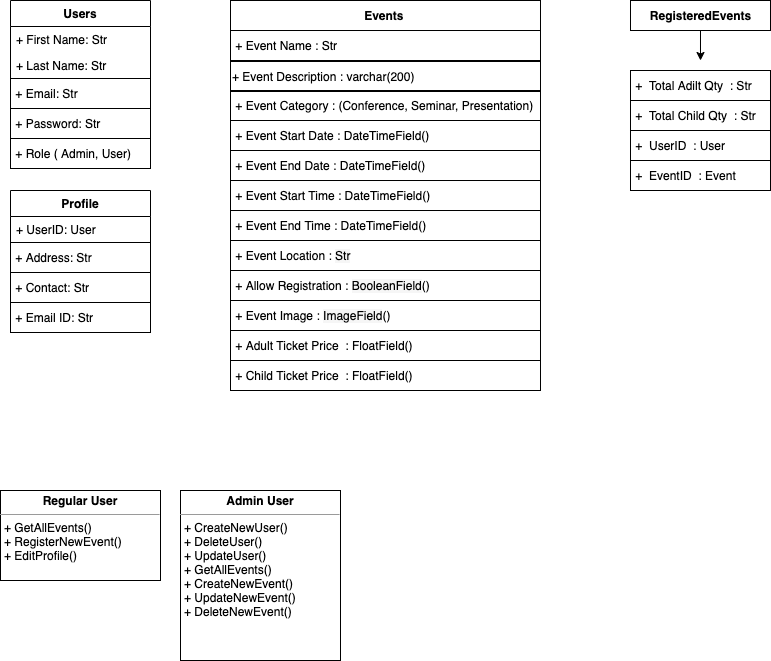 Users
+ First Name: Str
+ Last Name: Str
+ Email: Str
+ Password: Str
+ Role ( Admin, User)
Profile
+ UserID: User
+ Address: Str
+ Contact: Str
+ Email ID: Str
Events
+ Event Name : Str
+ Event Description : varchar(200)
+ Event Category : (Conference, Seminar, Presentation)
+ Event Start Date : DateTimeField()
+ Event End Date : DateTimeField()
+ Event Start Time : DateTimeField()
+ Event End Time : DateTimeField()
+ Event Location : Str
+ Allow Registration : BooleanField()
+ Event Image : ImageField()
+ Adult Ticket Price : FloatField()
+ Child Ticket Price : FloatField()
RegisteredEvents
+ Total Adilt Qty : Str
+ Total Child Qty : Str
+ UserID : User
+ EventID : Event
Regular User
+ GetAllEvents()
+ RegisterNewEvent()
+ EditProfile()
Admin User
+ CreateNewUser()
+ DeleteUser()
+ UpdateUser()
+ GetAllEvents()
+ CreateNewEvent()
+ UpdateNewEvent()
+ DeleteNewEvent()